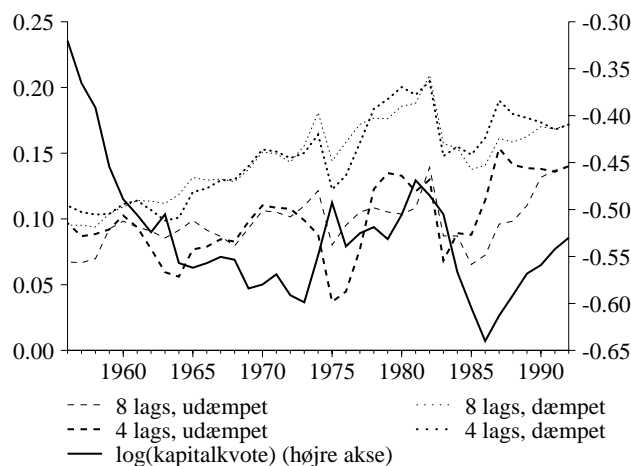 0.25 -0.30
-0.35
0.20 -0.40
0.15 -0.45
0.10 -0.50
-0.55
0.05 -0.60
0.00 -0.65
1960 1965 1970 1975 1980 1985 1990
8 lags, udæmpet 8 lags, dæmpet
4 lags, udæmpet 4 lags, dæmpet
log(kapitalkvote) (højre akse)